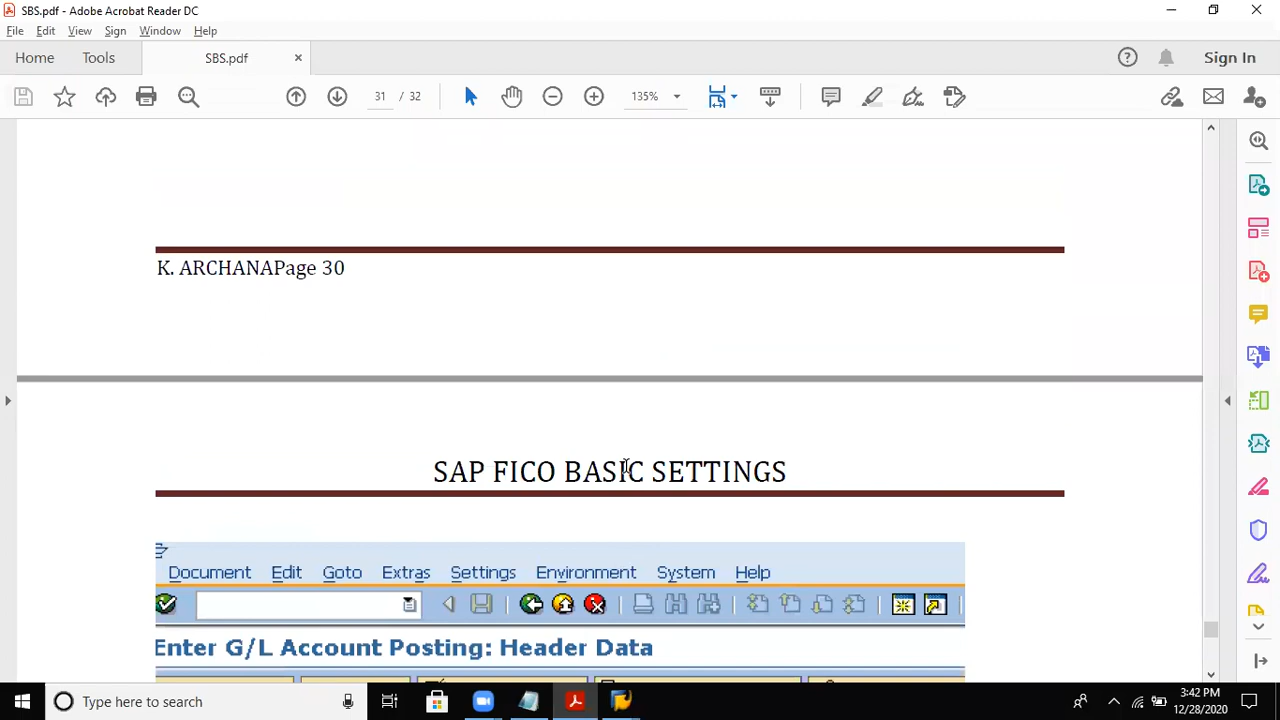 SBS.pdf - Adobe Acrobat Reader DC
File Edit View Sign Window Help
Home Tools SBS.pdf × Sign In
31 / 32 135%
K. ARCHANAPage 30
SAP FICO BASIC SETTINGS
Document Edit Goto Extras Settings Environment System Help
Enter G/L Account Posting: Header Data
Type here to search
3:42 PM
12/28/2020